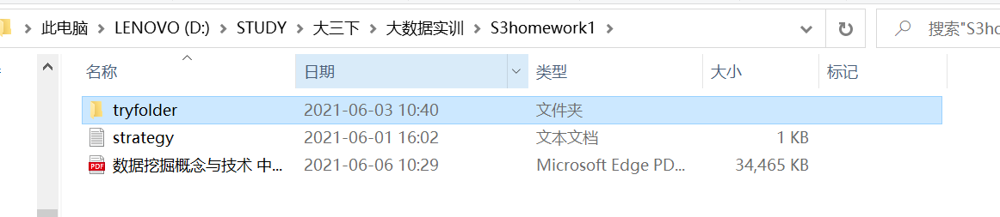 此电脑 > LENOVO (D:) > STUDY > 大三下 > 大数据实训 > S3homework1 > 搜索"S3hc
名称 日期 类型 大小 标记
tryfolder 2021-06-03 10:40 文件夹
strategy 2021-06-01 16:02 文本文档 1 KB
PDF 数据挖掘概念与技术 中... 2021-06-06 10:29 Microsoft Edge PD... 34,465 KB